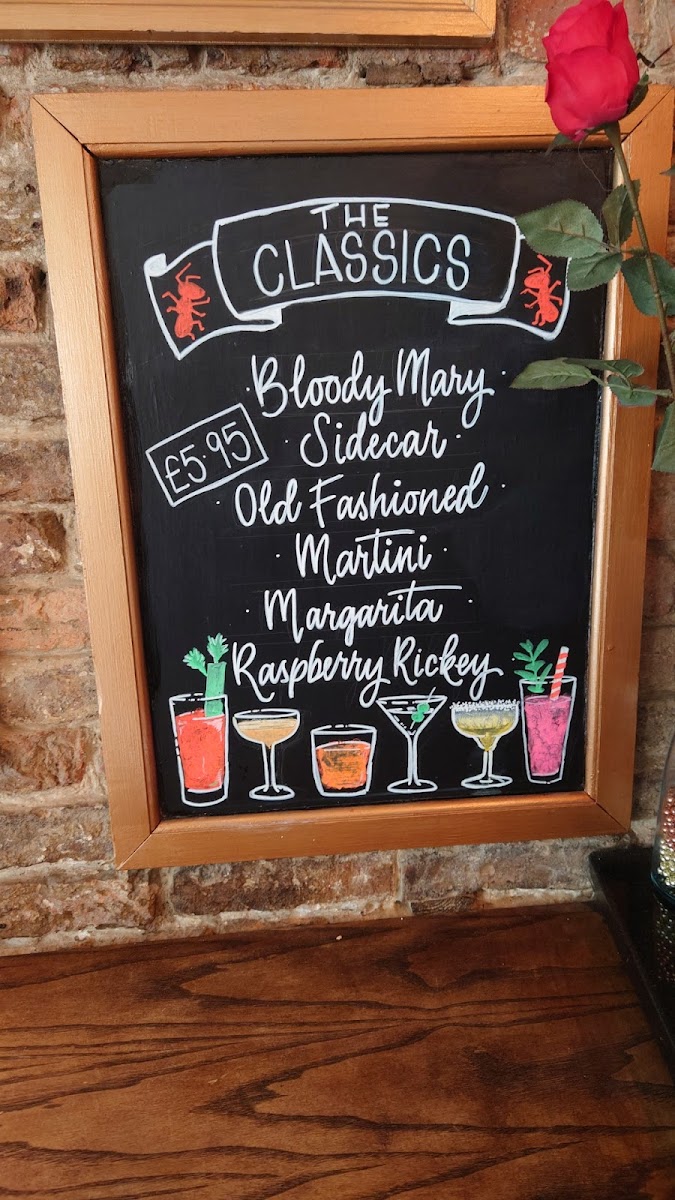 THE
CLASSICS
· Bloody Mary ·
£5.95
· Sidecar ·
· Old Fashioned ·
· Martini ·
· Margarita ·
Raspberry Rickey